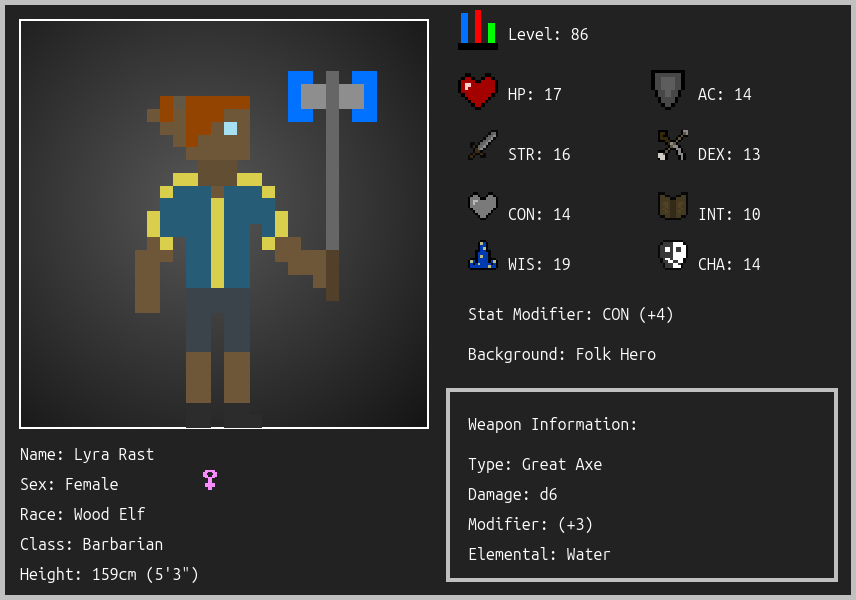 Level: 86
HP: 17
AC: 14
STR: 16
DEX: 13
CON: 14
INT: 10
WIS: 19
CHA: 14
Stat Modifier: CON (+4)
Background: Folk Hero
Weapon Information:
Type: Great Axe
Damage: d6
Modifier: (+3)
Elemental: Water
Name: Lyra Rast
Sex: Female
Race: Wood Elf
Class: Barbarian
Height: 159cm (5'3")